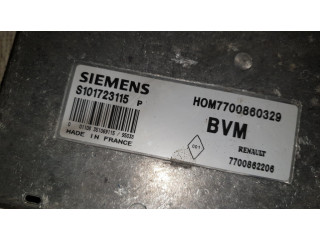 SIEMENS
S101723115 P
MADE IN FRANCE
HOM7700860329
BVM
RENAULT
7700862206